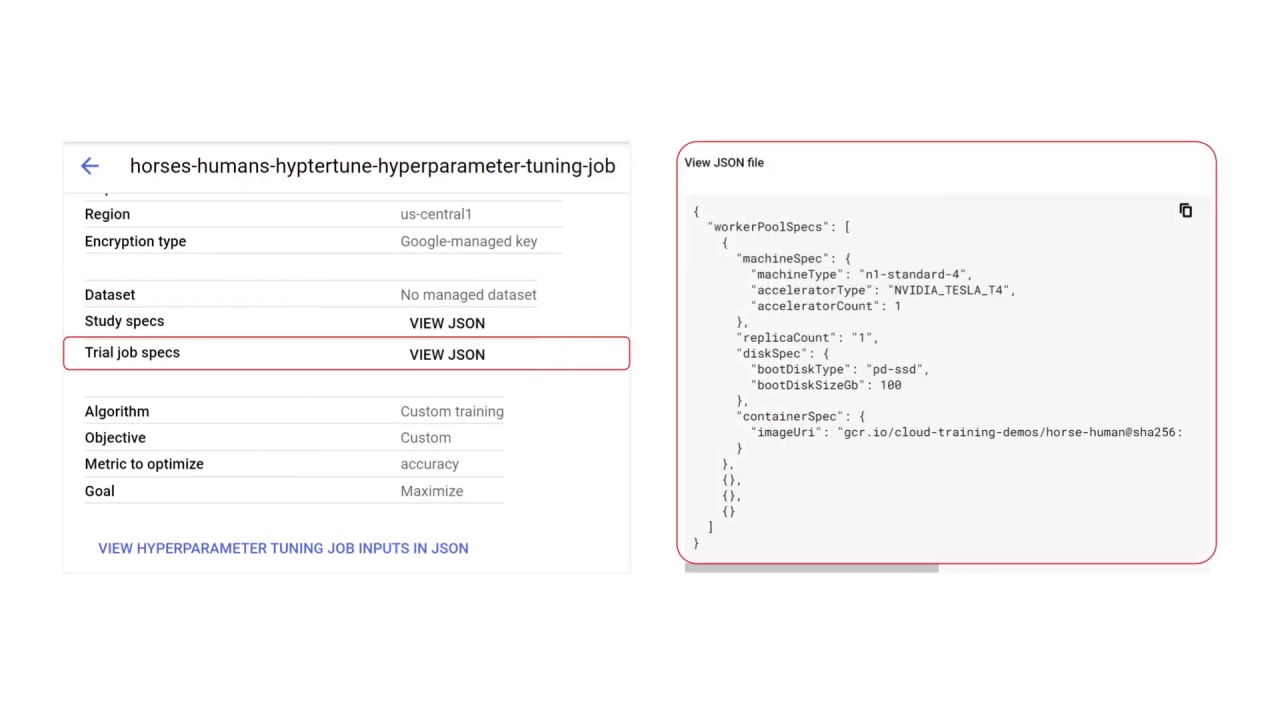 horses-humans-hyptertune-hyperparameter-tuning-job
Region us-central1
Encryption type Google-managed key
Dataset No managed dataset
Study specs VIEW JSON
Trial job specs VIEW JSON
Algorithm Custom training
Objective Custom
Metric to optimize accuracy
Goal Maximize
VIEW HYPERPARAMETER TUNING JOB INPUTS IN JSON
View JSON file
{
"workerPoolSpecs": [
{
"machineSpec": {
"machineType": "n1-standard-4",
"acceleratorType": "NVIDIA_TESLA_T4",
"acceleratorCount": 1
},
"replicaCount": "1",
"diskSpec": {
"bootDiskType": "pd-ssd",
"bootDiskSizeGb": 100
},
"containerSpec": {
"imageUri": "gcr.io/cloud-training-demos/horse-human@sha256:
}
},
{},
{},
{}
]
}